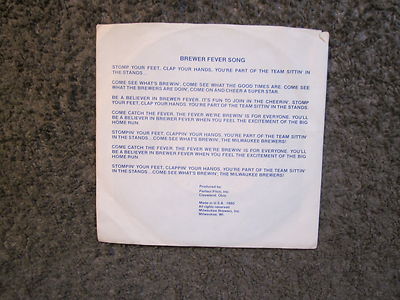 BREWER FEVER SONG
STOMP YOUR FEET, CLAP YOUR HANDS, YOU'RE PART OF THE TEAM SITTIN' IN
THE STANDS...
COME SEE WHAT'S BREWIN'. COME SEE WHAT THE GOOD TIMES ARE. COME SEE
WHAT THE BREWERS ARE DOIN'. COME ON AND CHEER A SUPER STAR.
BE A BELIEVER IN BREWER FEVER. IT'S FUN TO JOIN IN THE CHEERIN'. STOMP
YOUR FEET, CLAP YOUR HANDS. YOU'RE PART OF THE TEAM SITTIN' IN THE STANDS.
COME CATCH THE FEVER. THE FEVER WE'RE BREWIN' IS FOR EVERYONE. YOU'LL
BE A BELIEVER IN BREWER FEVER WHEN YOU FEEL THE EXCITEMENT OF THE BIG
HOME RUN.
STOMPIN' YOUR FEET, CLAPPIN' YOUR HANDS. YOU'RE PART OF THE TEAM SITTIN'
IN THE STANDS...COME SEE WHAT'S BREWIN', THE MILWAUKEE BREWERS!
COME CATCH THE FEVER. THE FEVER WE'RE BREWIN' IS FOR EVERYONE. YOU'LL
BE A BELIEVER IN BREWER FEVER WHEN YOU FEEL THE EXCITEMENT OF THE BIG
HOME RUN.
STOMPIN' YOUR FEET, CLAPPIN' YOUR HANDS. YOU'RE PART OF THE TEAM SITTIN'
IN THE STANDS...COME SEE WHAT'S BREWIN', THE MILWAUKEE BREWERS!
Produced by:
Perfect Pitch, Inc.
Cleveland, Ohio
Made in U.S.A. 1980
All rights reserved
Milwaukee Brewers, Inc.
Milwaukee, WI